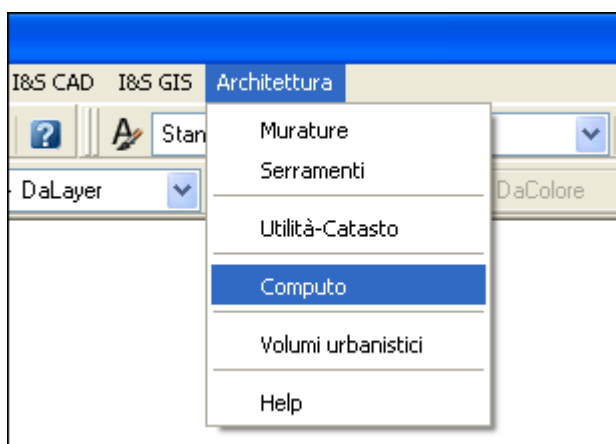 I&S CAD I&S GIS Architettura
Stan
DaLayer
DaColore
Murature
Serramenti
Utilità-Catasto
Computo
Volumi urbanistici
Help